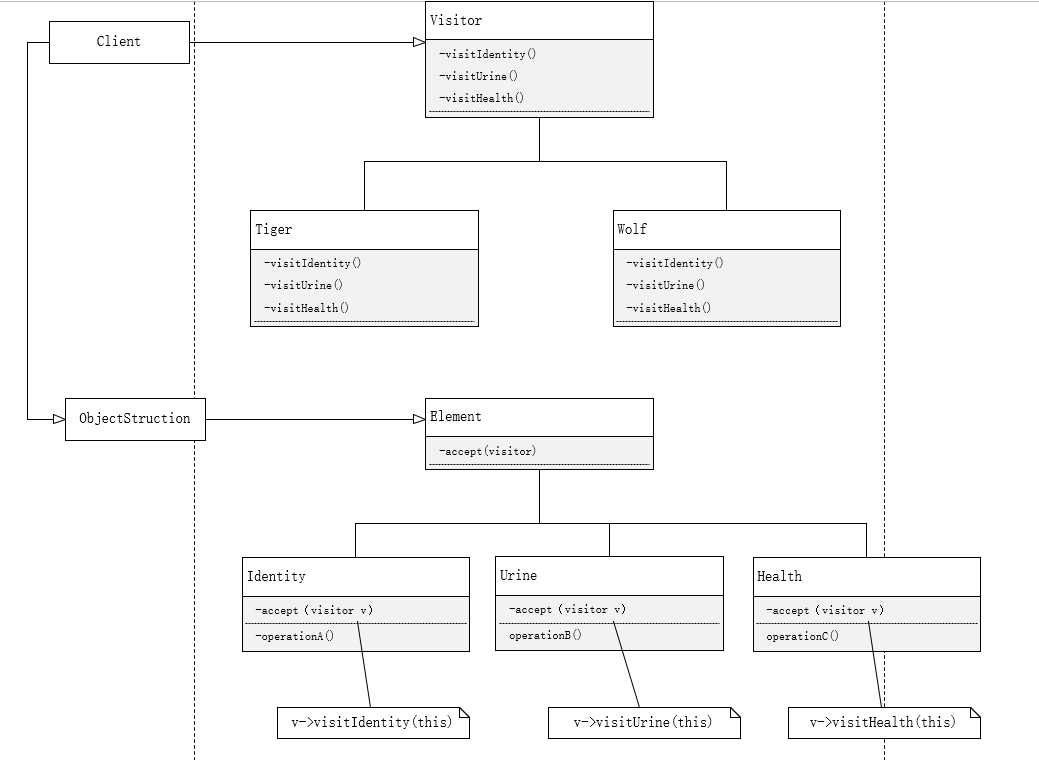 Client
Visitor
-visitIdentity()
-visitUrine()
-visitHealth()
Tiger
-visitIdentity()
-visitUrine()
-visitHealth()
Wolf
-visitIdentity()
-visitUrine()
-visitHealth()
ObjectStruction
Element
-accept(visitor)
Identity
-accept (visitor v)
-operationA()
Urine
-accept (visitor v)
operationB()
Health
-accept (visitor v)
operationC()
v->visitIdentity(this)
v->visitUrine(this)
v->visitHealth(this)